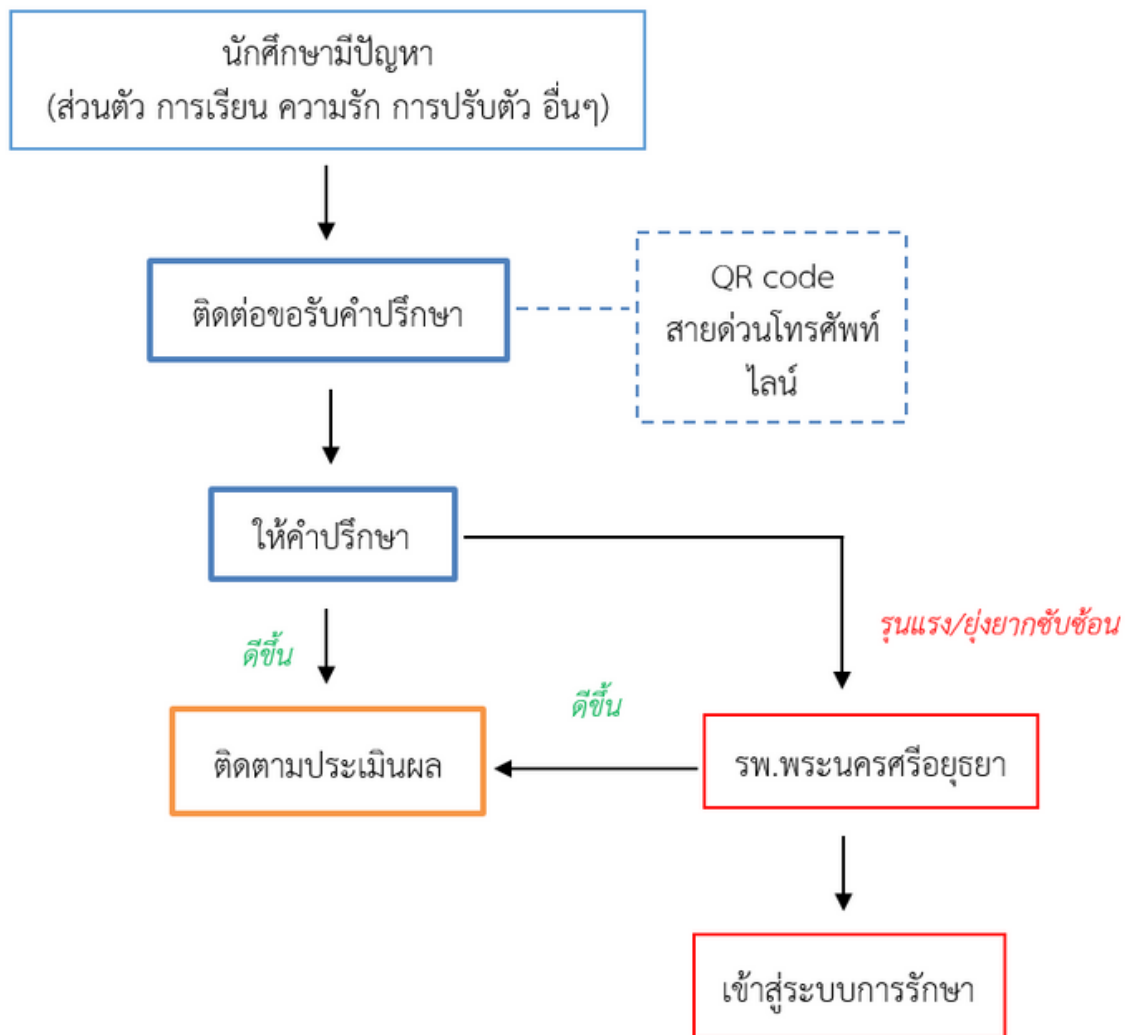 นักศึกษามีปัญหา
(ส่วนตัว การเรียน ความรัก การปรับตัว อื่นๆ)
ติดต่อขอรับคำปรึกษา
QR code
สายด่วนโทรศัพท์
ไลน์
ให้คำปรึกษา
รุนแรง/ยุ่งยากซับซ้อน
ดีขึ้น
ดีขึ้น
ติดตามประเมินผล
รพ.พระนครศรีอยุธยา
เข้าสู่ระบบการรักษา